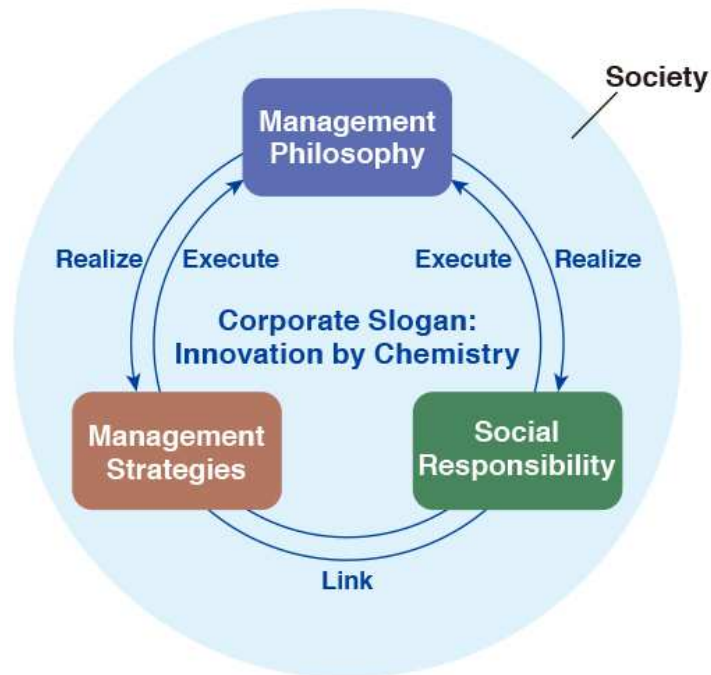 Society
Management
Philosophy
Realize
Execute
Execute
Realize
Corporate Slogan:
Innovation by Chemistry
Management
Strategies
Social
Responsibility
Link